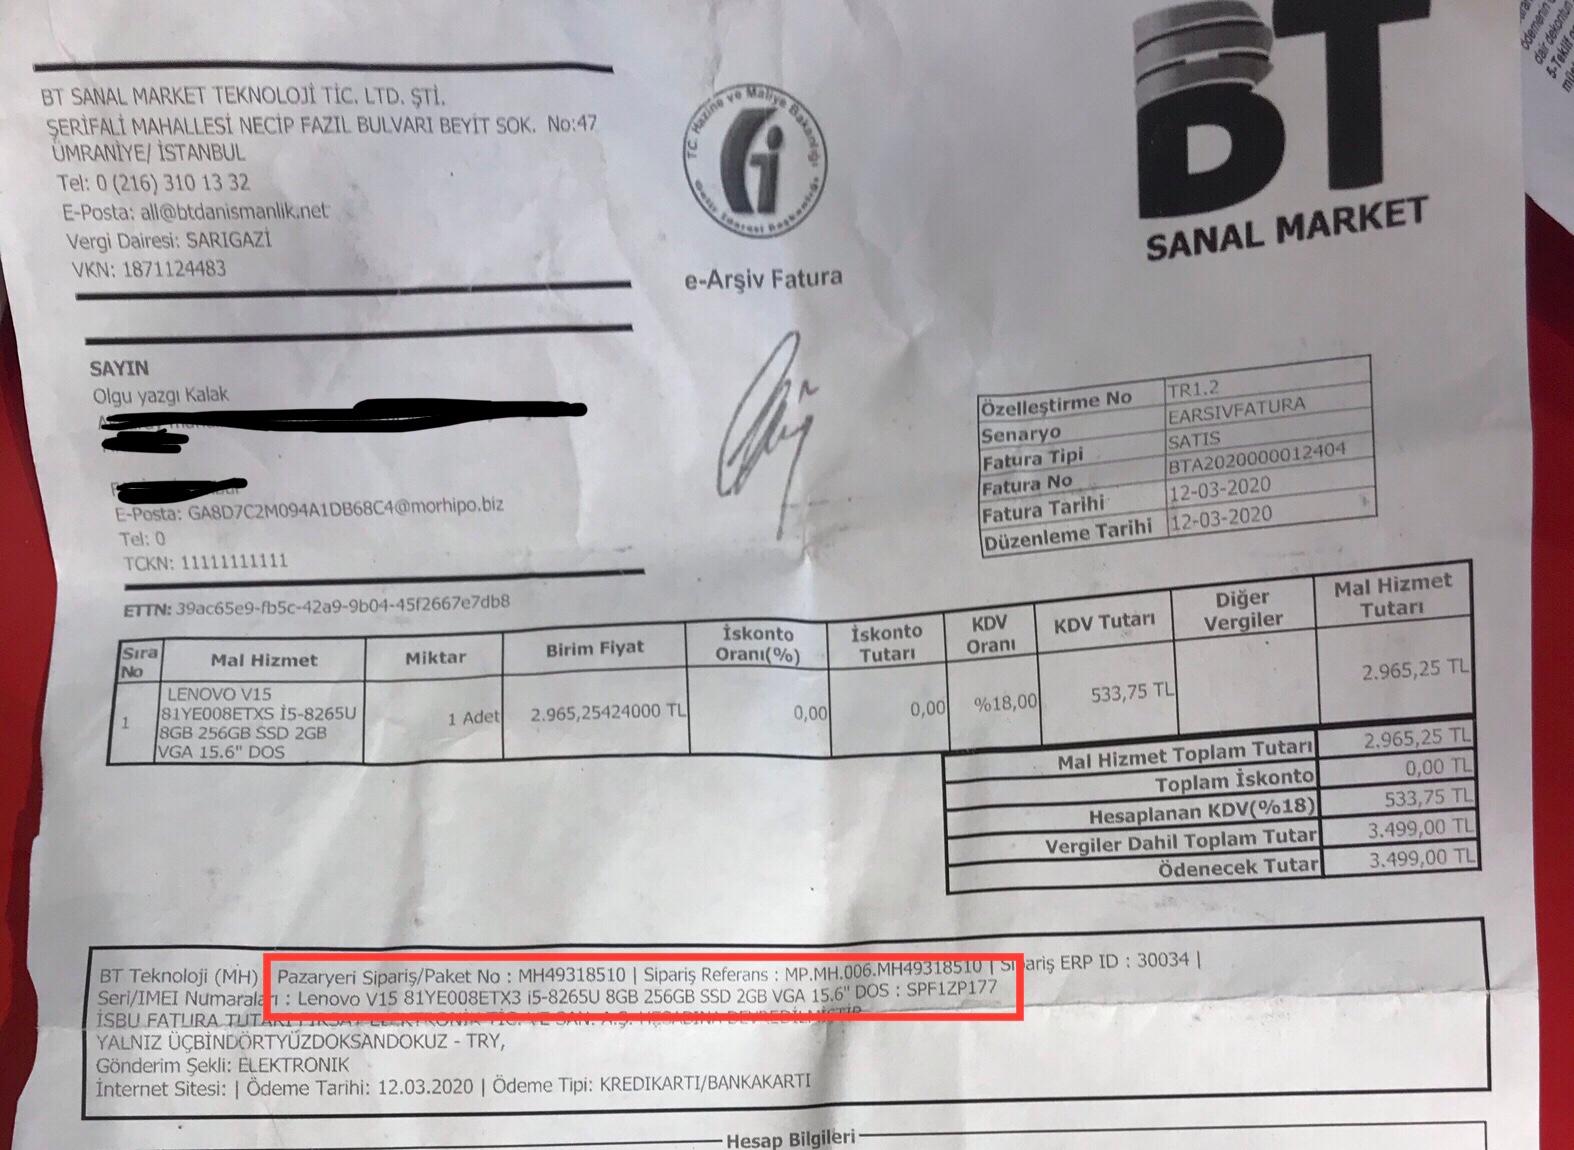 BT
SANAL MARKET
BT SANAL MARKET TEKNOLOJİ TİC. LTD. ŞTİ.
ŞERİFALİ MAHALLESİ NECİP FAZIL BULVARI BEYİT SOK. No:47
ÜMRANİYE/ İSTANBUL
Tel: 0 (216) 310 13 32
E-Posta: all@btdanismanlik.net
Vergi Dairesi: SARIGAZİ
VKN: 1871124483
T.C. Hazine ve Maliye Bakanlığı
Gelir İdaresi Başkanlığı
e-Arşiv Fatura
SAYIN
Olgu yazgı Kalak
E-Posta: GA8D7C2M094A1DB68C4@morhipo.biz
Tel: 0
TCKN: 11111111111
Özelleştirme No TR1.2
Senaryo EARSIVFATURA
Fatura Tipi SATIS
Fatura No BTA2020000012404
Fatura Tarihi 12-03-2020
Düzenleme Tarihi 12-03-2020
ETTN: 39ac65e9-fb5c-42a9-9b04-45f2667e7db8
Sıra No Mal Hizmet Miktar Birim Fiyat İskonto Oranı(%) İskonto Tutarı KDV Oranı KDV Tutarı Diğer Vergiler Mal Hizmet Tutarı
1 LENOVO V15 81YE008ETXS İ5-8265U 8GB 256GB SSD 2GB VGA 15.6" DOS 1 Adet 2.965,25424000 TL 0,00 0,00 %18,00 533,75 TL 2.965,25 TL
Mal Hizmet Toplam Tutarı 2.965,25 TL
Toplam İskonto 0,00 TL
Hesaplanan KDV(%18) 533,75 TL
Vergiler Dahil Toplam Tutar 3.499,00 TL
Ödenecek Tutar 3.499,00 TL
BT Teknoloji (MH) Pazaryeri Sipariş/Paket No : MH49318510 | Sipariş Referans : MP.MH.006.MH49318510 | Sipariş ERP ID : 30034 |
Seri/IMEI Numaraları : Lenovo V15 81YE008ETX3 i5-8265U 8GB 256GB SSD 2GB VGA 15.6" DOS : SPF1ZP177
İSBU FATURA TUTARI
YALNIZ ÜÇBİNDÖRTYÜZDOKSANDOKUZ - TRY,
Gönderim Şekli: ELEKTRONIK
İnternet Sitesi: | Ödeme Tarihi: 12.03.2020 | Ödeme Tipi: KREDIKARTI/BANKAKARTI
Hesap Bilgileri